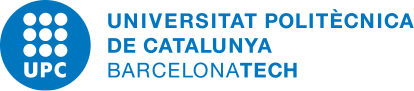 UPC
UNIVERSITAT POLITÈCNICA
DE CATALUNYA
BARCELONATECH